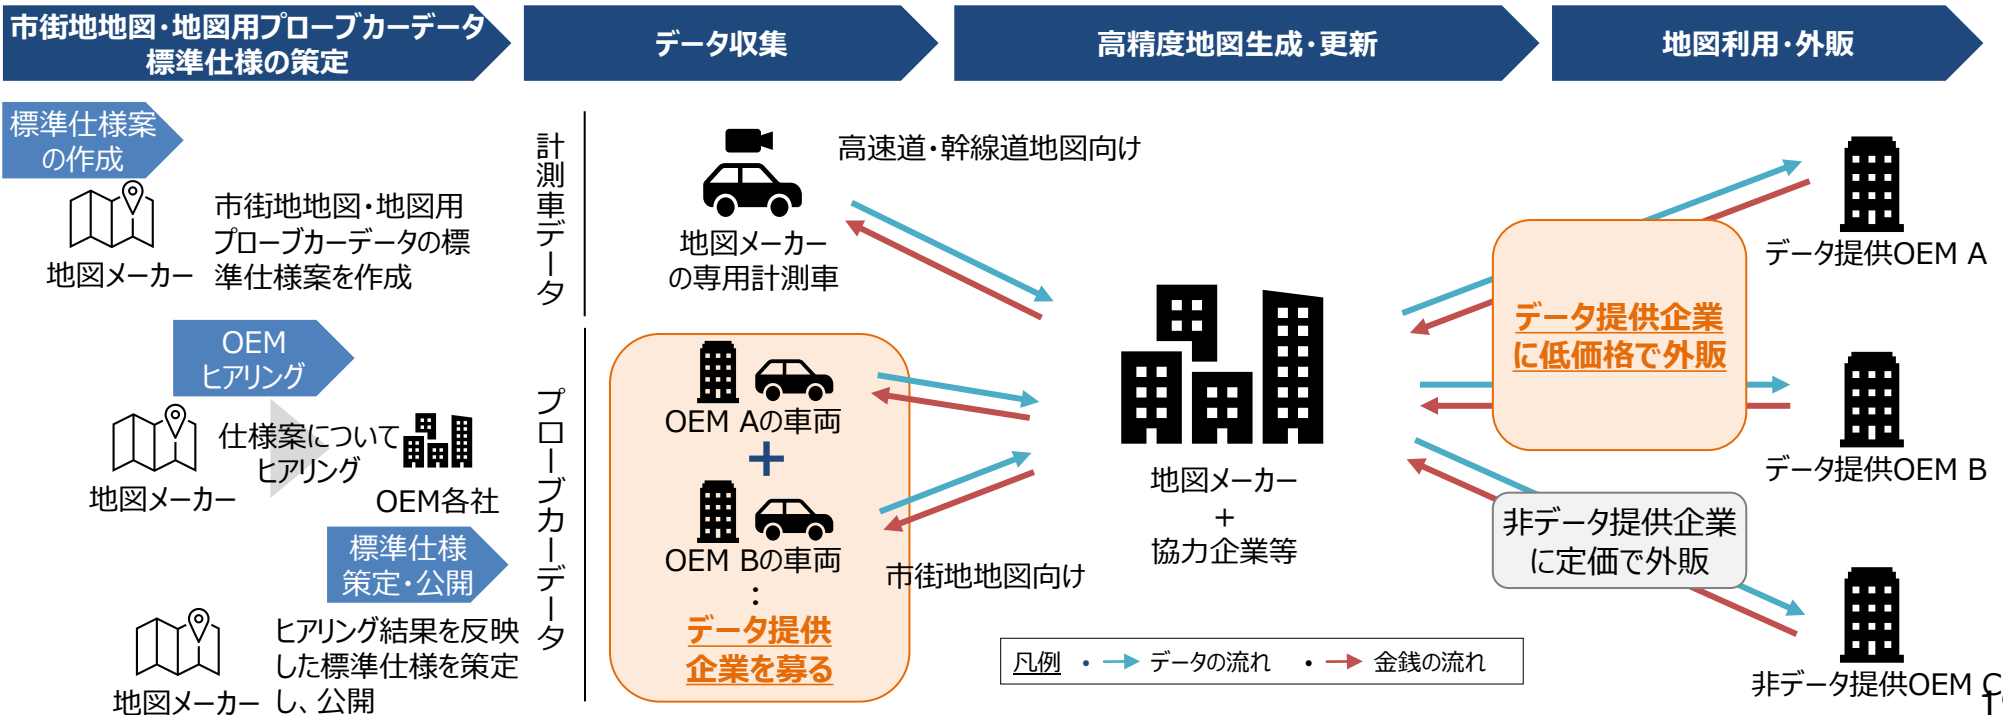 市街地地図・地図用プローブカーデータ
標準仕様の策定
データ収集
高精度地図生成・更新
地図利用・外販
標準仕様案
の作成
地図メーカー
市街地地図・地図用
プローブカーデータの標
準仕様案を作成
OEM
ヒアリング
地図メーカー
仕様案について
ヒアリング
OEM各社
標準仕様
策定・公開
地図メーカー
ヒアリング結果を反映
した標準仕様を策定
し、公開
計測車データ
地図メーカー
の専用計測車
高速道・幹線道地図向け
プローブカーデータ
OEM Aの車両
+
OEM Bの車両
：
データ提供
企業を募る
市街地地図向け
地図メーカー
+
協力企業等
データ提供企業
に低価格で外販
非データ提供企業
に定価で外販
データ提供OEM A
データ提供OEM B
非データ提供OEM C
凡例 ・ データの流れ ・ 金銭の流れ